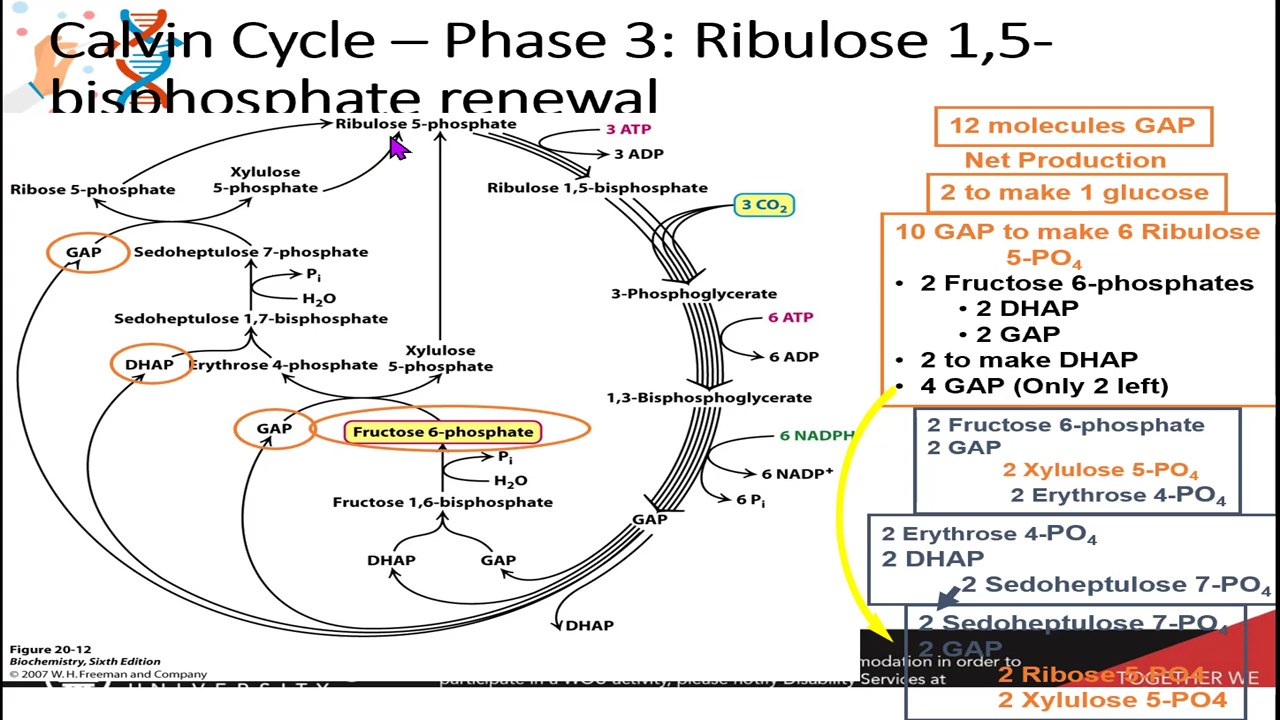 Calvin Cycle – Phase 3: Ribulose 1,5-
bisphosphate renewal
Ribulose 5-phosphate
3 ATP
3 ADP
Xylulose
5-phosphate
Ribose 5-phosphate
Ribulose 1,5-bisphosphate
3 CO₂
GAP
Sedoheptulose 7-phosphate
Pᵢ
H₂O
3-Phosphoglycerate
Sedoheptulose 1,7-bisphosphate
6 ATP
6 ADP
DHAP
Erythrose 4-phosphate
Xylulose
5-phosphate
1,3-Bisphosphoglycerate
GAP
Fructose 6-phosphate
6 NADPH
Pᵢ
H₂O
6 NADP⁺
6 Pᵢ
Fructose 1,6-bisphosphate
GAP
DHAP
GAP
DHAP
Figure 20-12
Biochemistry, Sixth Edition
© 2007 W. H. Freeman and Company
12 molecules GAP
Net Production
2 to make 1 glucose
10 GAP to make 6 Ribulose
5-PO₄
• 2 Fructose 6-phosphates
• 2 DHAP
• 2 GAP
• 2 to make DHAP
• 4 GAP (Only 2 left)
2 Fructose 6-phosphate
2 GAP
2 Xylulose 5-PO₄
2 Erythrose 4-PO₄
2 Erythrose 4-PO₄
2 DHAP
2 Sedoheptulose 7-PO₄
2 Sedoheptulose 7-PO₄
2 GAP
2 Ribose 5-PO4
2 Xylulose 5-PO4
modation in order to
participate in a WOU activity, please notify Disability Services at
TOGETHER WE
UNIVERSITY